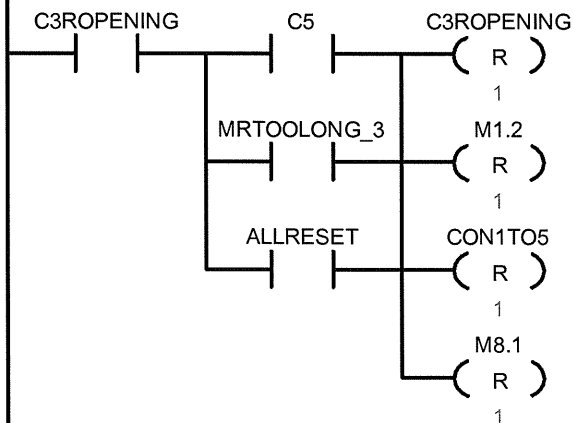 C3ROPENING C5 C3ROPENING
R
1
MRTOOLONG_3 M1.2
R
1
ALLRESET CON1TO5
R
1
M8.1
R
1